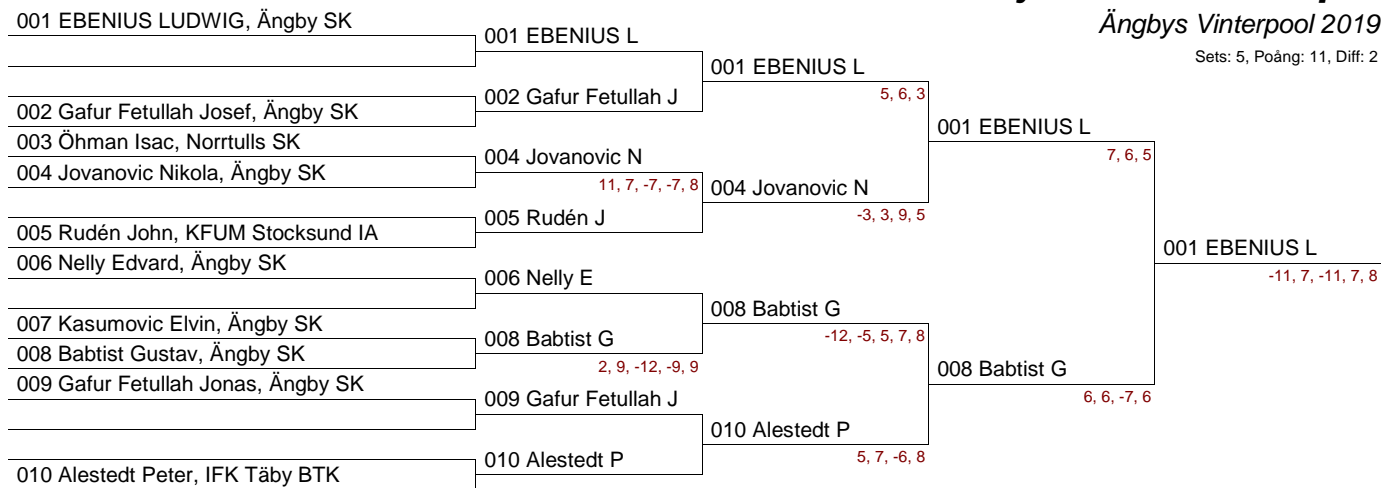 Ängbys Vinterpool 2019
Sets: 5, Poång: 11, Diff: 2
001 EBENIUS LUDWIG, Ängby SK
002 Gafur Fetullah Josef, Ängby SK
003 Öhman Isac, Norrtulls SK
004 Jovanovic Nikola, Ängby SK
005 Rudén John, KFUM Stocksund IA
006 Nelly Edvard, Ängby SK
007 Kasumovic Elvin, Ängby SK
008 Babtist Gustav, Ängby SK
009 Gafur Fetullah Jonas, Ängby SK
010 Alestedt Peter, IFK Täby BTK
001 EBENIUS L
002 Gafur Fetullah J
004 Jovanovic N
11, 7, -7, -7, 8
005 Rudén J
006 Nelly E
008 Babtist G
2, 9, -12, -9, 9
009 Gafur Fetullah J
010 Alestedt P
001 EBENIUS L
5, 6, 3
004 Jovanovic N
-3, 3, 9, 5
008 Babtist G
-12, -5, 5, 7, 8
010 Alestedt P
5, 7, -6, 8
001 EBENIUS L
7, 6, 5
008 Babtist G
6, 6, -7, 6
001 EBENIUS L
-11, 7, -11, 7, 8